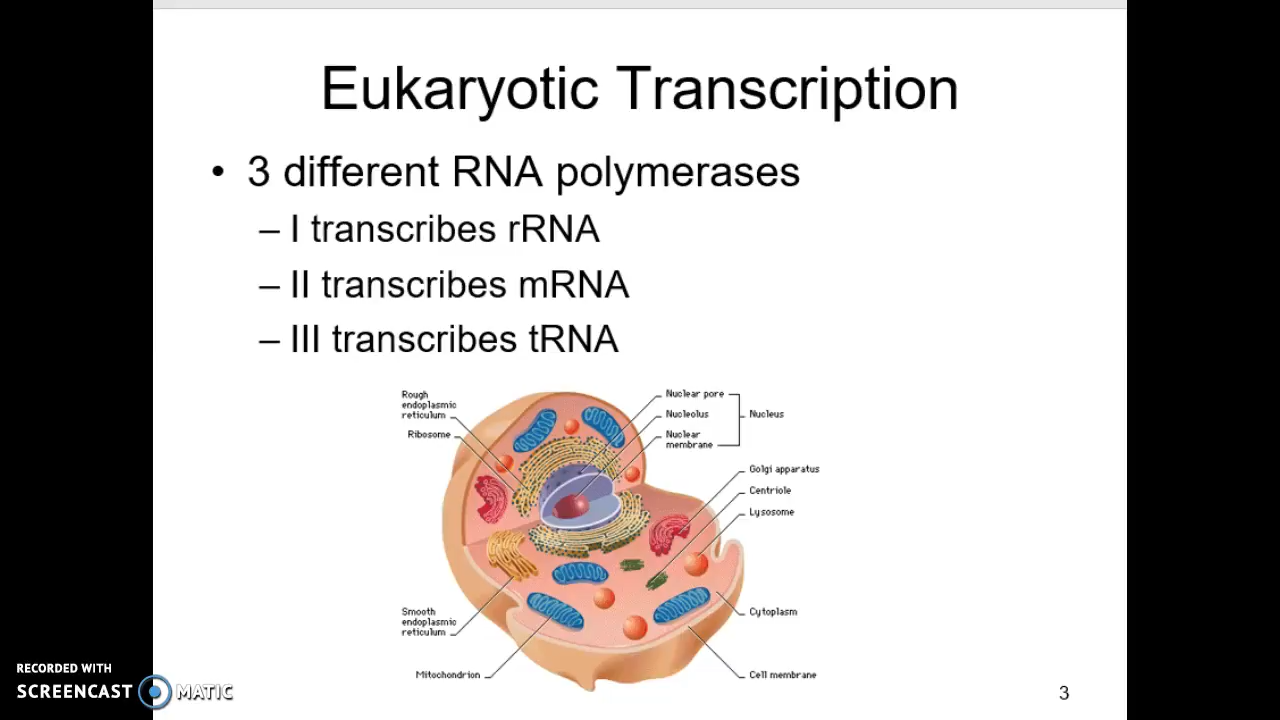 Eukaryotic Transcription
• 3 different RNA polymerases
– I transcribes rRNA
– II transcribes mRNA
– III transcribes tRNA
Rough
endoplasmic
reticulum
Ribosome
Nuclear pore
Nucleolus
Nuclear
membrane
Nucleus
Golgi apparatus
Centriole
Lysosome
Smooth
endoplasmic
reticulum
Mitochondrion
Cytoplasm
Cell membrane
RECORDED WITH
SCREENCAST MATIC
3